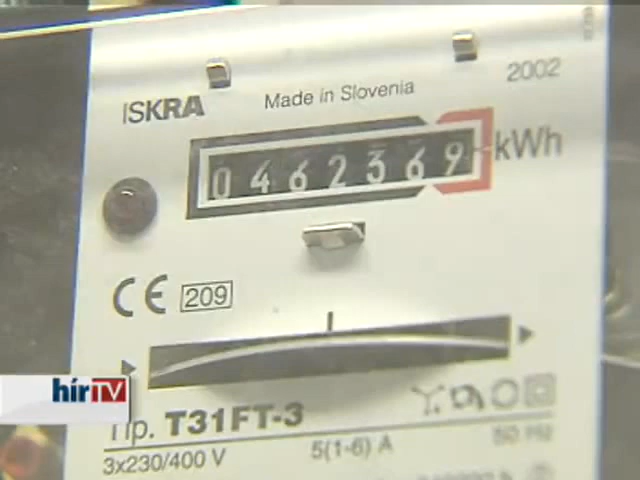 2002
Made in Slovenia
ISKRA
0462369 kWh
CE 209
hírTV
Tip. T31FT-3
3x230/400 V
5(1-6) A
50 Hz